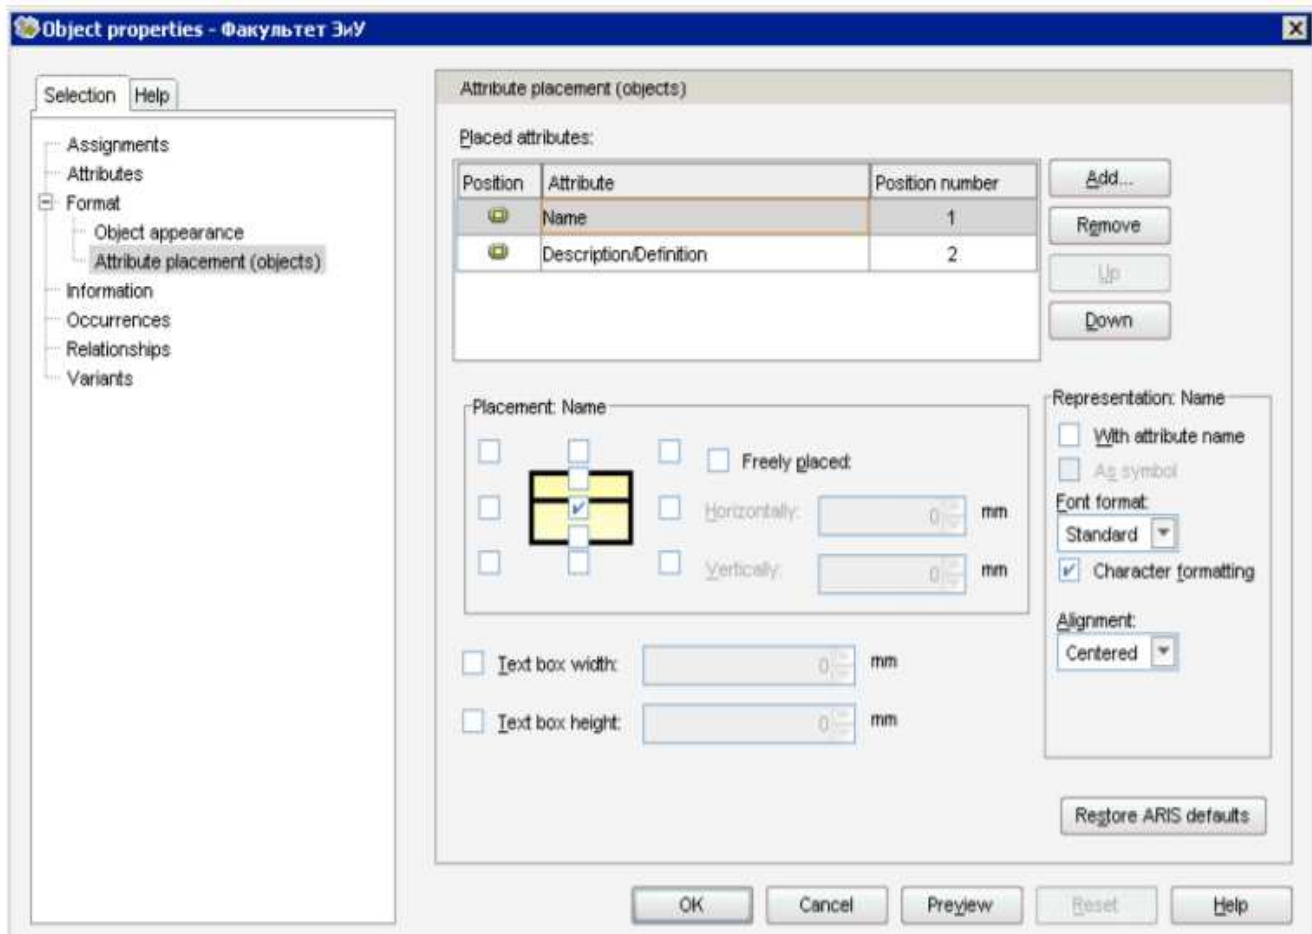 Object properties - Факультет ЭиУ
Selection Help
Assignments
Attributes
Format
Object appearance
Attribute placement (objects)
Information
Occurrences
Relationships
Variants
Attribute placement (objects)
Placed attributes:
Position Attribute Position number
Name 1
Description/Definition 2
Add...
Remove
Up
Down
Placement: Name
Freely placed:
Horizontally: 0 mm
Vertically: 0 mm
Text box width: 0 mm
Text box height: 0 mm
Representation: Name
With attribute name
As symbol
Font format:
Standard
Character formatting
Alignment:
Centered
Restore ARIS defaults
OK Cancel Preview Reset Help